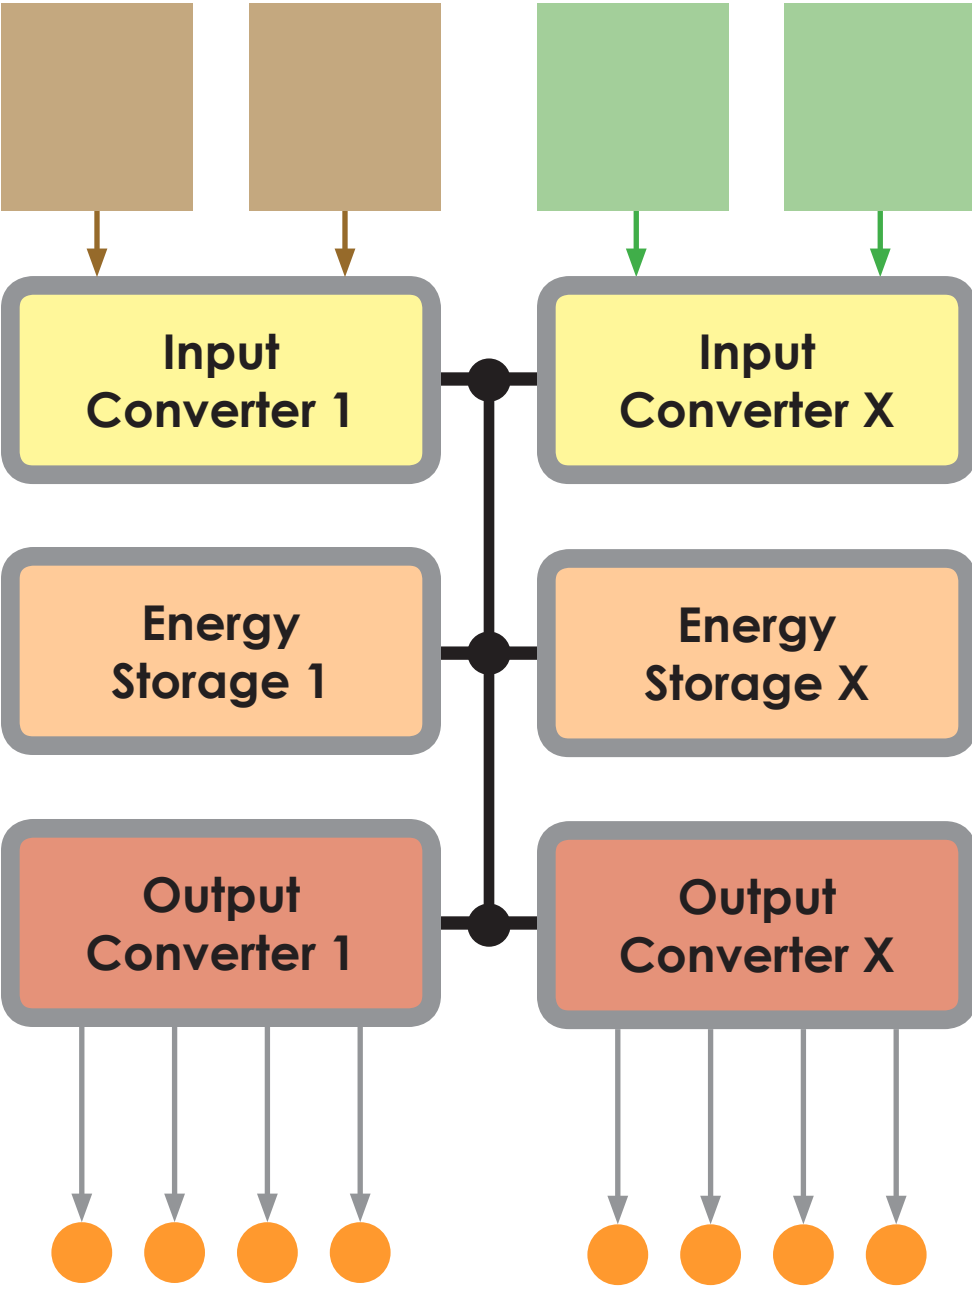 Input
Converter 1
Input
Converter X
Energy
Storage 1
Energy
Storage X
Output
Converter 1
Output
Converter X